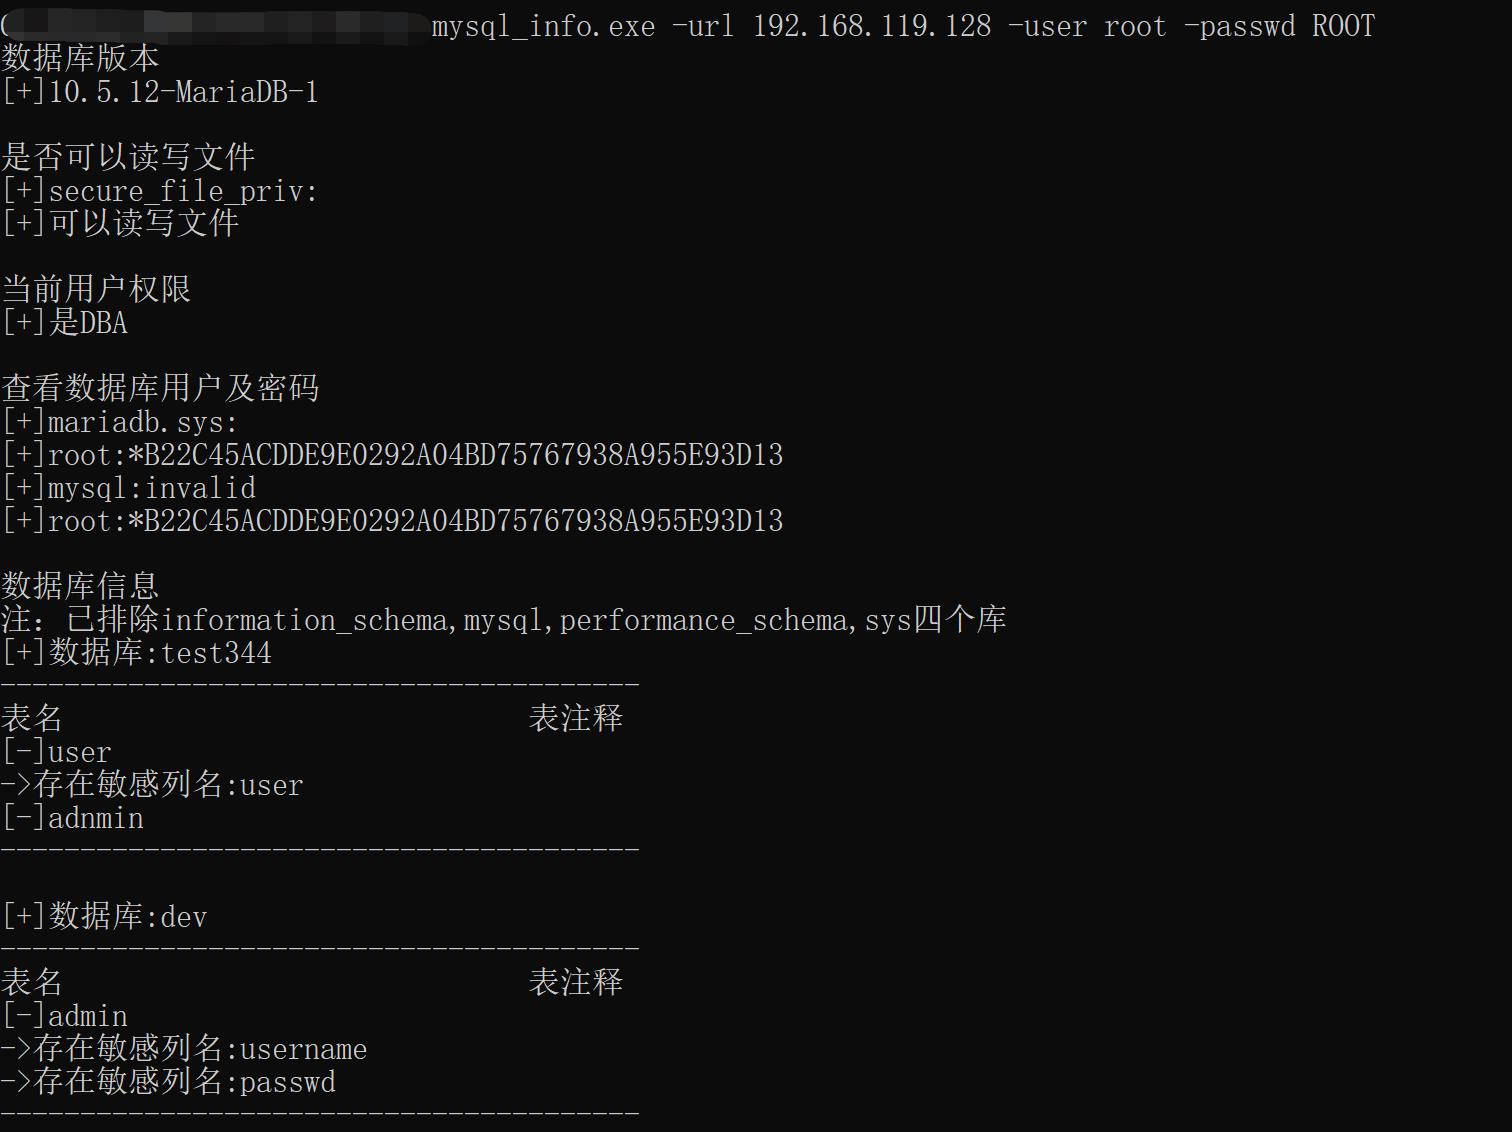 mysql_info.exe -url 192.168.119.128 -user root -passwd ROOT
数据库版本
[+]10.5.12-MariaDB-1
是否可以读写文件
[+]secure_file_priv:
[+]可以读写文件
当前用户权限
[+]是DBA
查看数据库用户及密码
[+]mariadb.sys:
[+]root:*B22C45ACDDE9E0292A04BD75767938A955E93D13
[+]mysql:invalid
[+]root:*B22C45ACDDE9E0292A04BD75767938A955E93D13
数据库信息
注：已排除information_schema,mysql,performance_schema,sys四个库
[+]数据库:test344
----------------------------------------
表名 表注释
[-]user
->存在敏感列名:user
[-]adnmin
----------------------------------------
[+]数据库:dev
----------------------------------------
表名 表注释
[-]admin
->存在敏感列名:username
->存在敏感列名:passwd
----------------------------------------